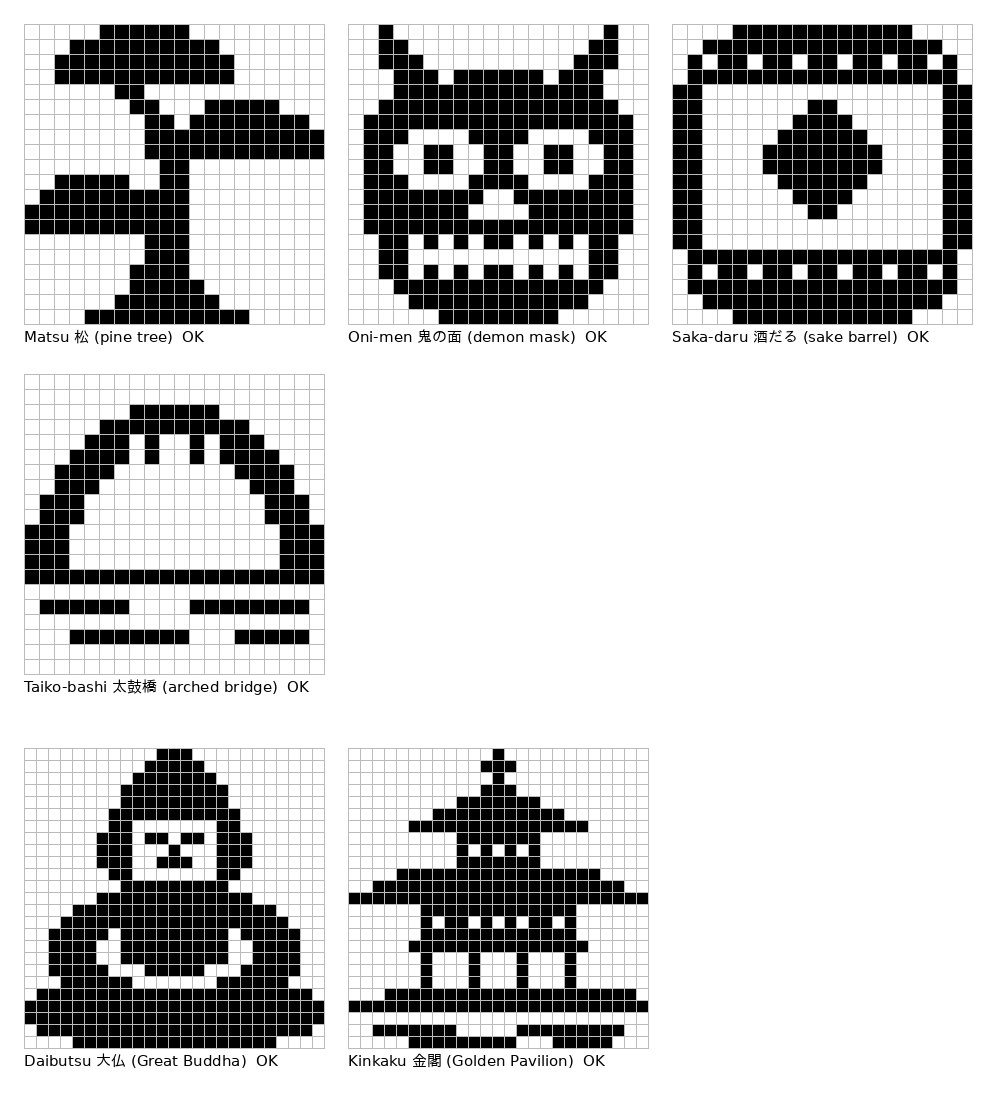 Matsu 松 (pine tree)  OK
Oni-men 鬼の面 (demon mask)  OK
Saka-daru 酒だる (sake barrel)  OK
Taiko-bashi 太鼓橋 (arched bridge)  OK
Daibutsu 大仏 (Great Buddha)  OK
Kinkaku 金閣 (Golden Pavilion)  OK